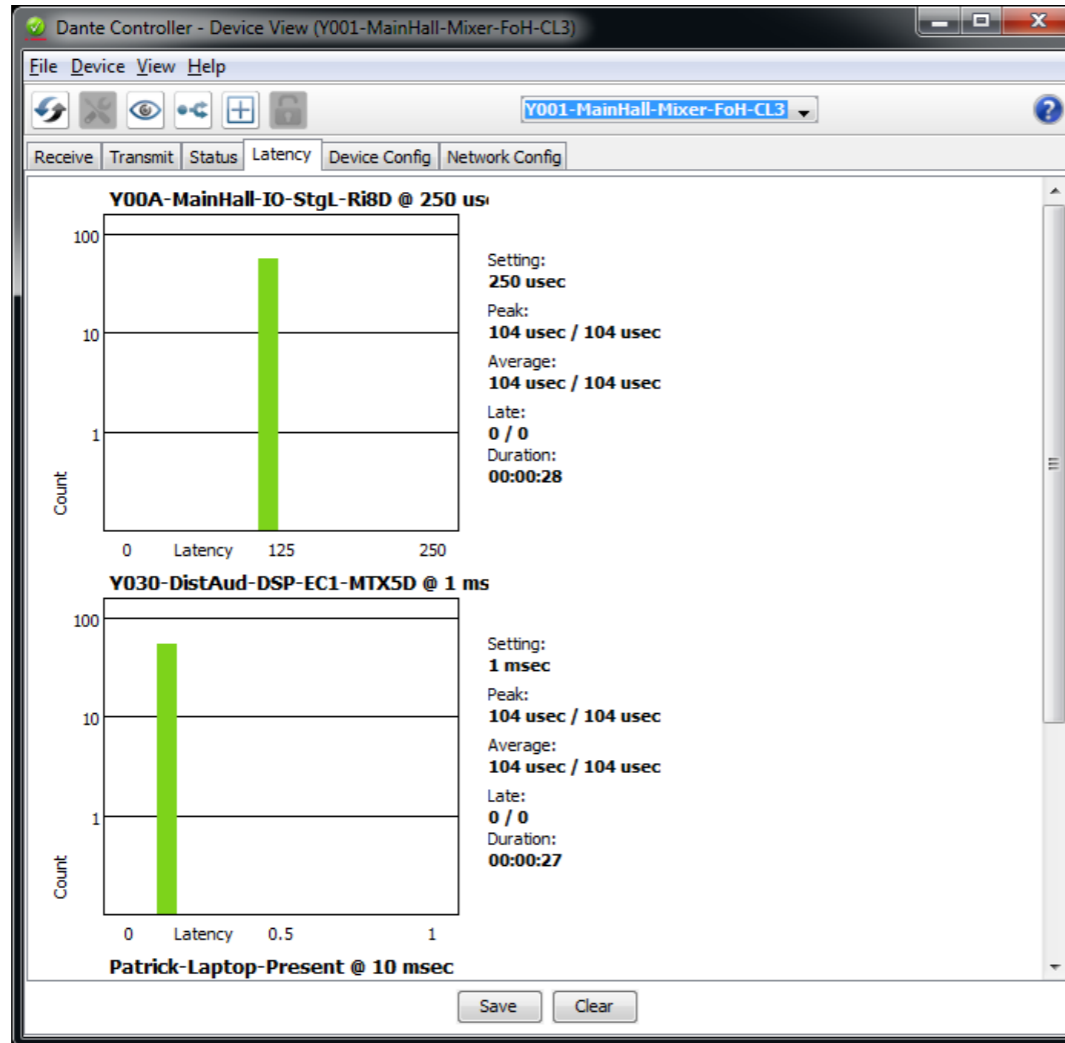 Dante Controller - Device View (Y001-MainHall-Mixer-FoH-CL3)
File Device View Help
Y001-MainHall-Mixer-FoH-CL3
?
Receive Transmit Status Latency Device Config Network Config
Y00A-MainHall-IO-StgL-Ri8D @ 250 us
100
10
1
Count
0 Latency 125 250
Setting:
250 usec
Peak:
104 usec / 104 usec
Average:
104 usec / 104 usec
Late:
0 / 0
Duration:
00:00:28
Y030-DistAud-DSP-EC1-MTX5D @ 1 ms
100
10
1
Count
0 Latency 0.5 1
Setting:
1 msec
Peak:
104 usec / 104 usec
Average:
104 usec / 104 usec
Late:
0 / 0
Duration:
00:00:27
Patrick-Laptop-Present @ 10 msec
Save Clear